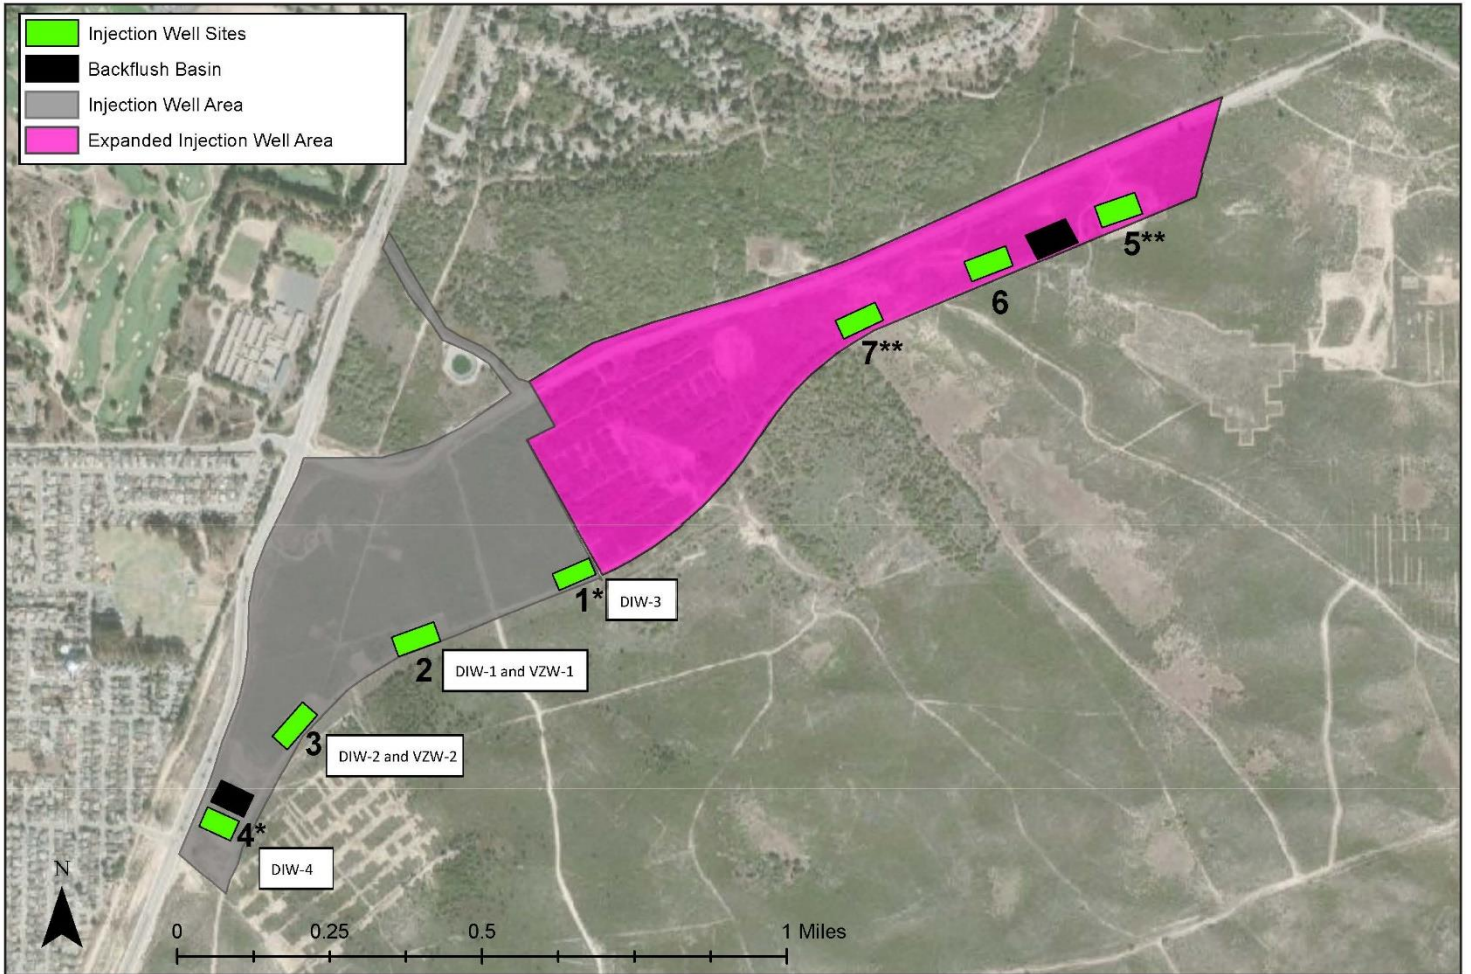 Injection Well Sites
Backflush Basin
Injection Well Area
Expanded Injection Well Area
5**
6
7**
1*
DIW-3
2
DIW-1 and VZW-1
3
DIW-2 and VZW-2
4*
DIW-4
N
0 0.25 0.5 1 Miles